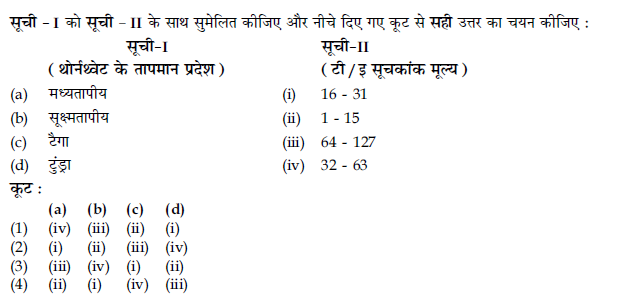 सूची - I को सूची - II के साथ सुमेलित कीजिए और नीचे दिए गए कूट से सही उत्तर का चयन कीजिए :
सूची-I सूची-II
( थोर्नथ्वेट के तापमान प्रदेश ) ( टी / इ सूचकांक मूल्य )
(a) मध्यतापीय (i) 16 - 31
(b) सूक्ष्मतापीय (ii) 1 - 15
(c) टैगा (iii) 64 - 127
(d) टुंड्रा (iv) 32 - 63
कूट :
(a) (b) (c) (d)
(1) (iv) (iii) (ii) (i)
(2) (i) (ii) (iii) (iv)
(3) (iii) (iv) (i) (ii)
(4) (ii) (i) (iv) (iii)